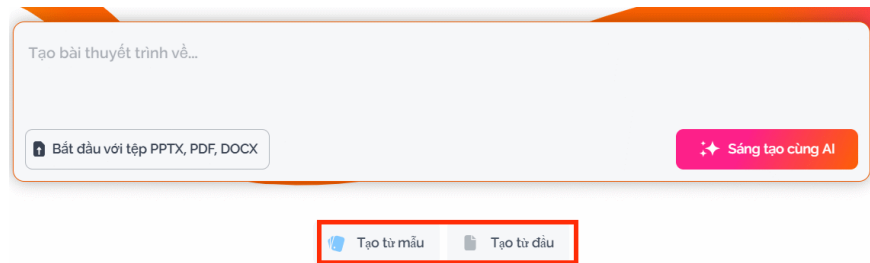 Tạo bài thuyết trình về...
Bắt đầu với tệp PPTX, PDF, DOCX
Sáng tạo cùng AI
Tạo từ mẫu
Tạo từ đầu